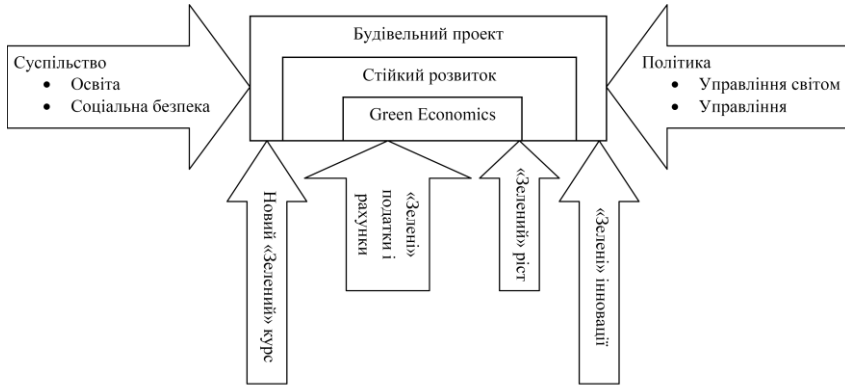 Будівельний проект
Суспільство
• Освіта
• Соціальна безпека
Стійкий розвиток
Green Economics
Політика
• Управління світом
• Управління
Новий «Зелений» курс
«Зелені»
податки і
рахунки
«Зелений» ріст
«Зелені» інновації